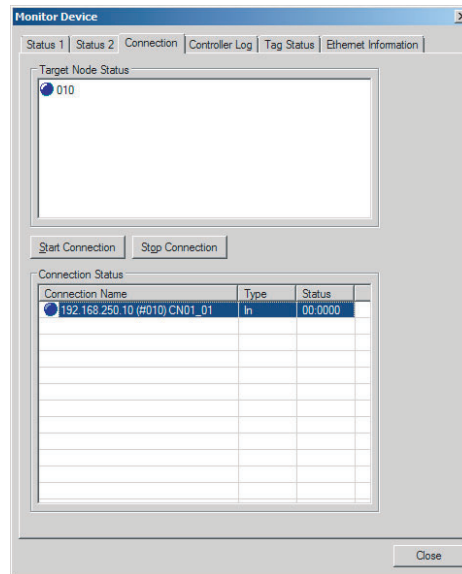 Monitor Device
Status 1 Status 2 Connection Controller Log Tag Status Ethernet Information
Target Node Status
010
Start Connection Stop Connection
Connection Status
Connection Name Type Status
192.168.250.10 (#010) CN01_01 In 00:0000
Close